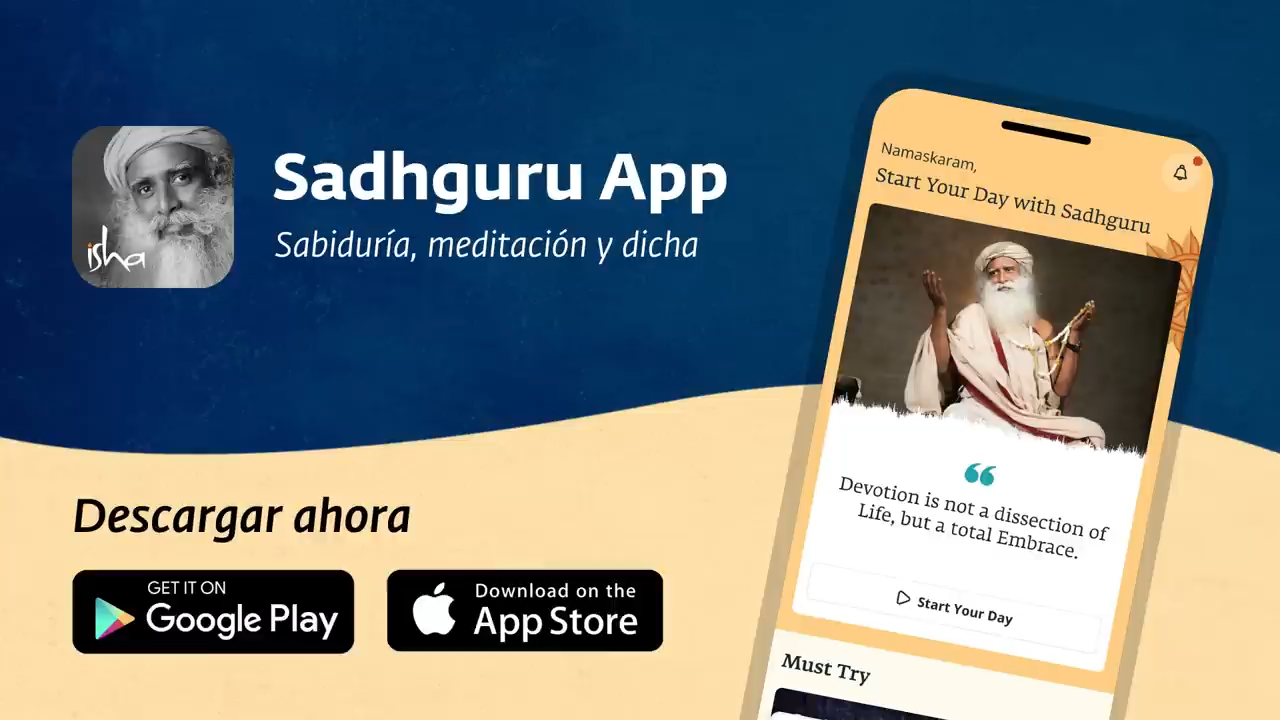 isha
Sadhguru App
Sabiduría, meditación y dicha
Descargar ahora
GET IT ON
Google Play
Download on the
App Store
Namaskaram,
Start Your Day with Sadhguru
“
Devotion is not a dissection of
Life, but a total Embrace.
Start Your Day
Must Try